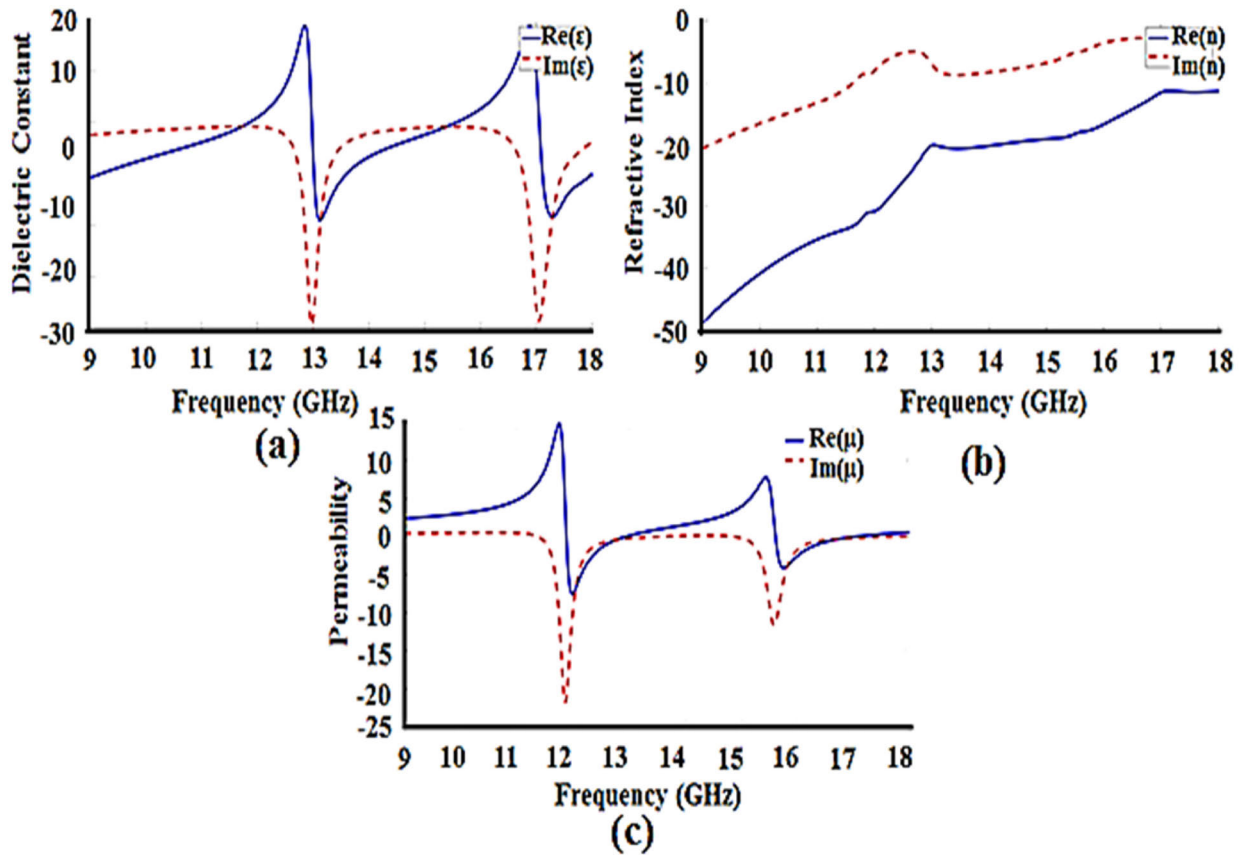 20
10
0
-10
-20
-30
Dielectric Constant
Re(ε)
Im(ε)
9 10 11 12 13 14 15 16 17 18
Frequency (GHz)
(a)
0
-10
-20
-30
-40
-50
Refractive Index
Re(n)
Im(n)
9 10 11 12 13 14 15 16 17 18
Frequency (GHz)
(b)
15
10
5
0
-5
-10
-15
-20
-25
Permeability
Re(μ)
Im(μ)
9 10 11 12 13 14 15 16 17 18
Frequency (GHz)
(c)